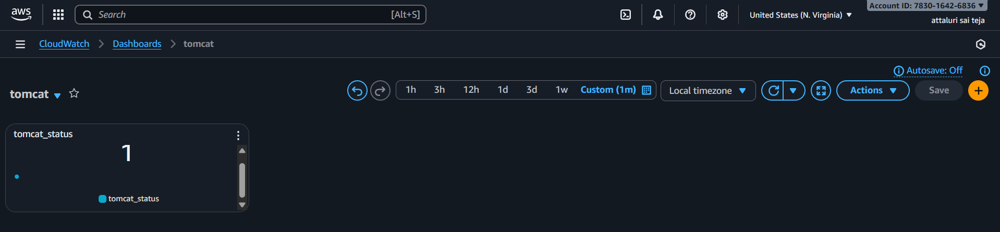 aws
Search [Alt+S]
United States (N. Virginia)
Account ID: 7830-1642-6836
attaluri sai teja
CloudWatch Dashboards tomcat
Autosave: Off
tomcat
1h 3h 12h 1d 3d 1w Custom (1m)
Local timezone
Actions
Save
tomcat_status
1
tomcat_status